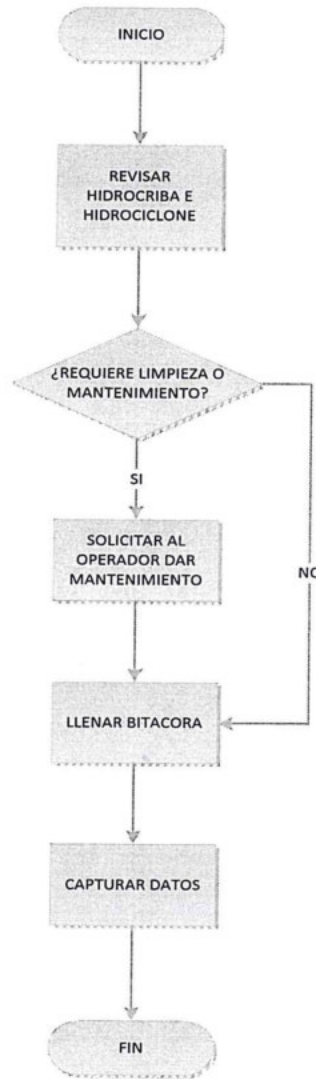 INICIO
REVISAR
HIDROCRIBA E
HIDROCICLONE
¿REQUIERE LIMPIEZA O
MANTENIMIENTO?
SI
SOLICITAR AL
OPERADOR DAR
MANTENIMIENTO
NO
LLENAR BITACORA
CAPTURAR DATOS
FIN